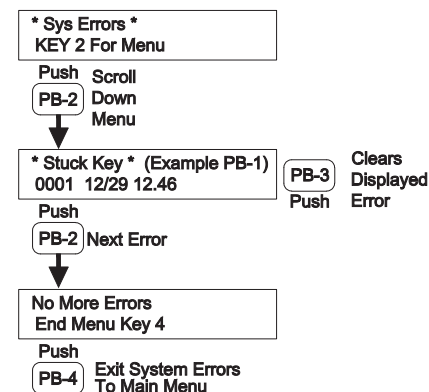 * Sys Errors *
KEY 2 For Menu
Push
PB-2
Scroll
Down
Menu
* Stuck Key * (Example PB-1)
0001 12/29 12.46
PB-3
Push
Clears
Displayed
Error
Push
PB-2 Next Error
No More Errors
End Menu Key 4
Push
PB-4
Exit System Errors
To Main Menu